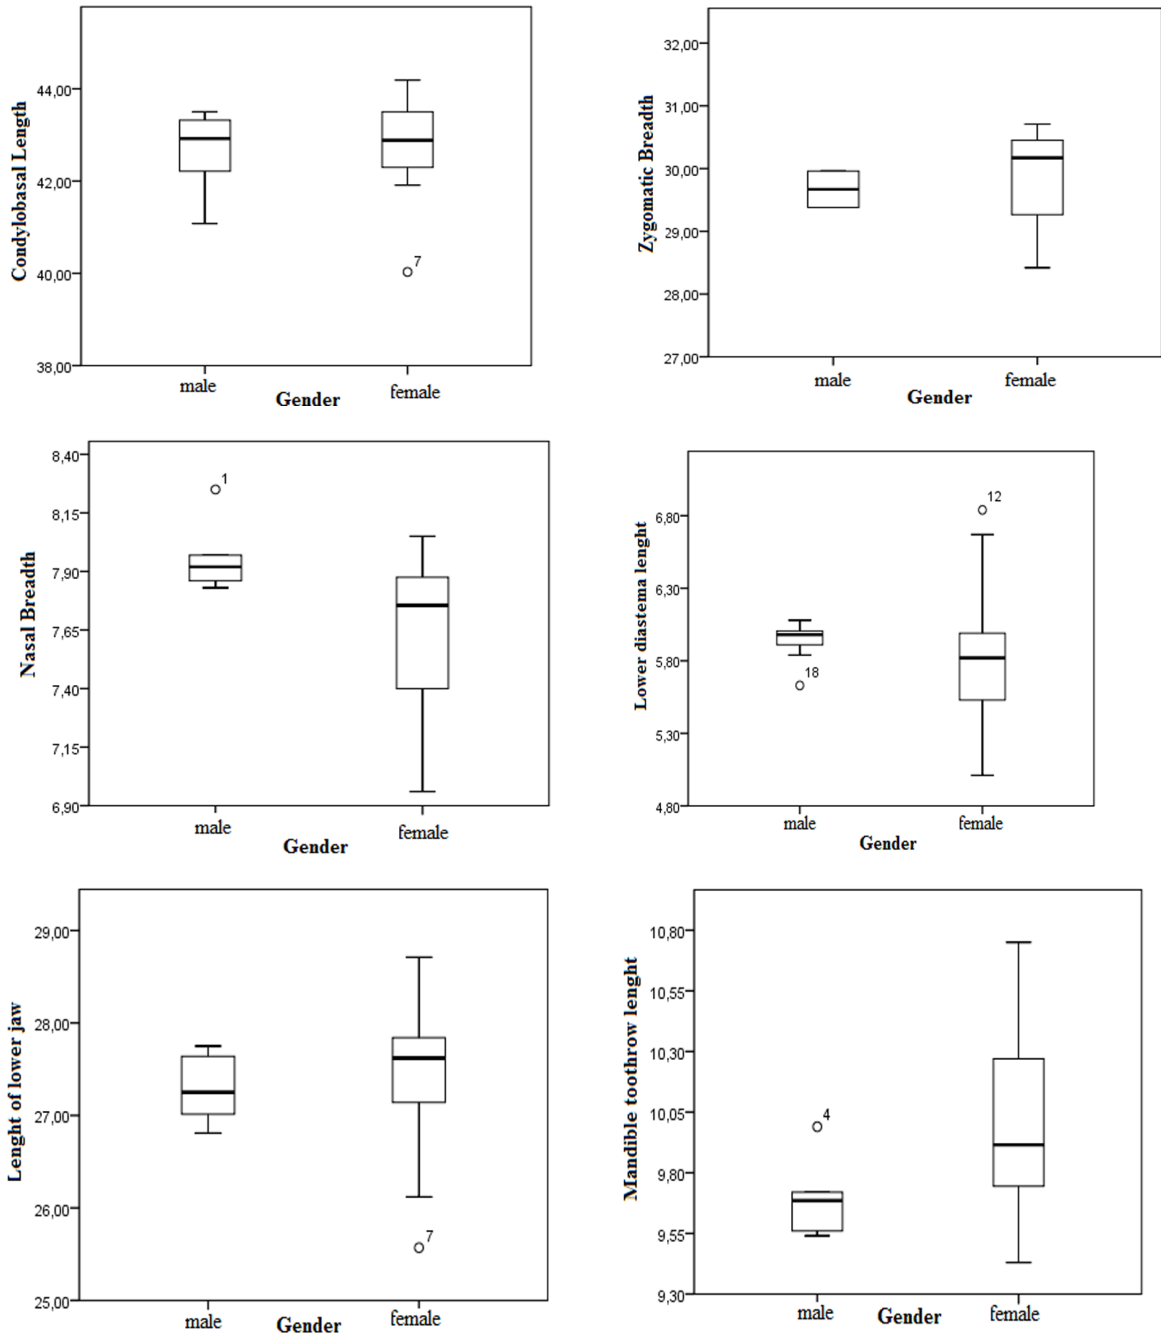 Condylobasal Length
44,00
42,00
40,00
38,00
7
male
female
Gender
Zygomatic Breadth
32,00
31,00
30,00
29,00
28,00
27,00
male
female
Gender
Nasal Breadth
8,40
8,15
7,90
7,65
7,40
7,15
6,90
1
male
female
Gender
Lower diastema lenght
6,80
6,30
5,80
5,30
4,80
12
18
male
female
Gender
Lenght of lower jaw
29,00
28,00
27,00
26,00
25,00
7
male
female
Gender
Mandible toothrow lenght
10,80
10,55
10,30
10,05
9,80
9,55
9,30
4
male
Gender
female